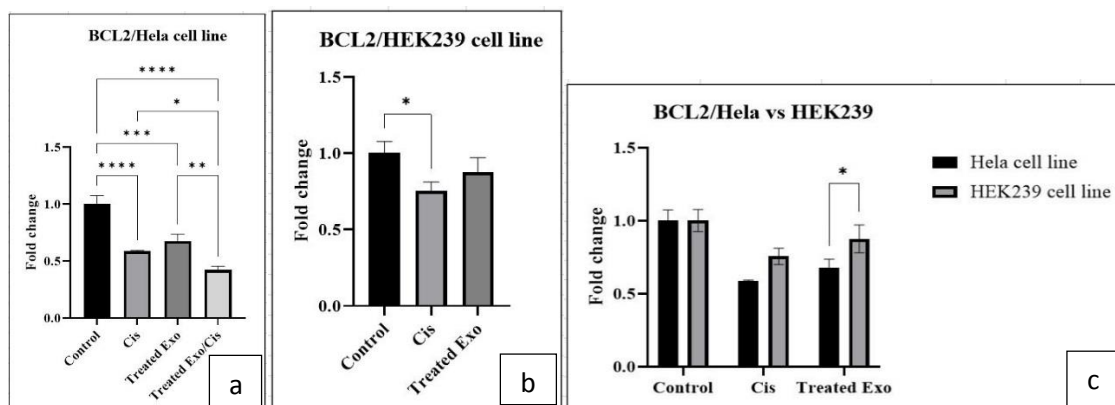 BCL2/Hela cell line
****
*
***
****
**
1.5
1.0
0.5
0.0
Fold change
Control
Cis
Treated Exo
Treated Exo/Cis
a
BCL2/HEK239 cell line
*
1.5
1.0
0.5
0.0
Fold change
Control
Cis
Treated Exo
b
BCL2/Hela vs HEK239
*
1.5
1.0
0.5
0.0
Fold change
Control
Cis
Treated Exo
Hela cell line
HEK239 cell line
c